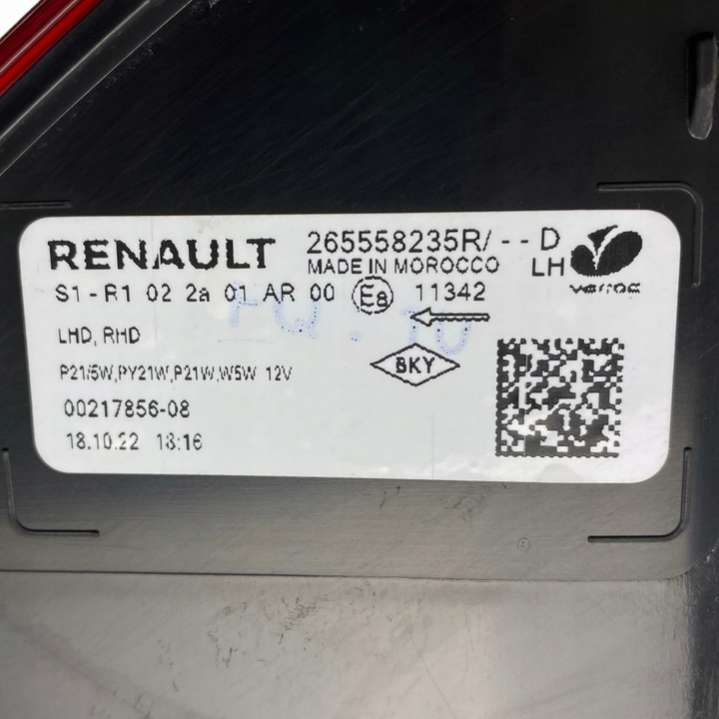 RENAULT 265558235R/--D
MADE IN MOROCCO LH
S1-R1 02 2a 01 AR 00 E8 11342
LHD, RHD
P21/5W,PY21W,P21W,W5W 12V
BKY
00217856-08
18.10.22 18:16